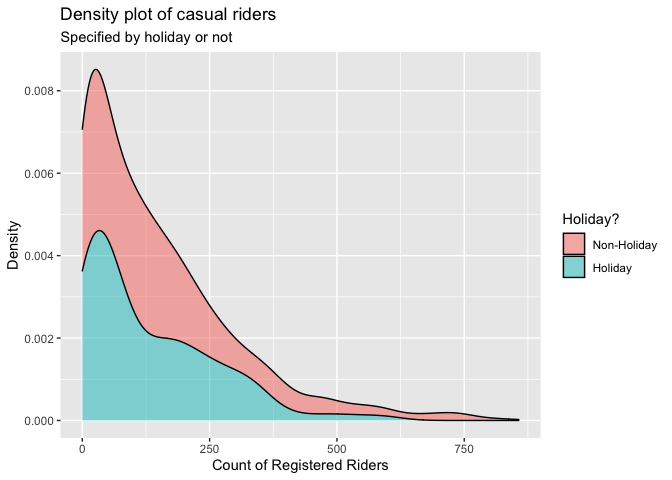 Density plot of casual riders
Specified by holiday or not
0.008
0.006
0.004
0.002
0.000
Density
0
250
500
750
Count of Registered Riders
Holiday?
Non-Holiday
Holiday